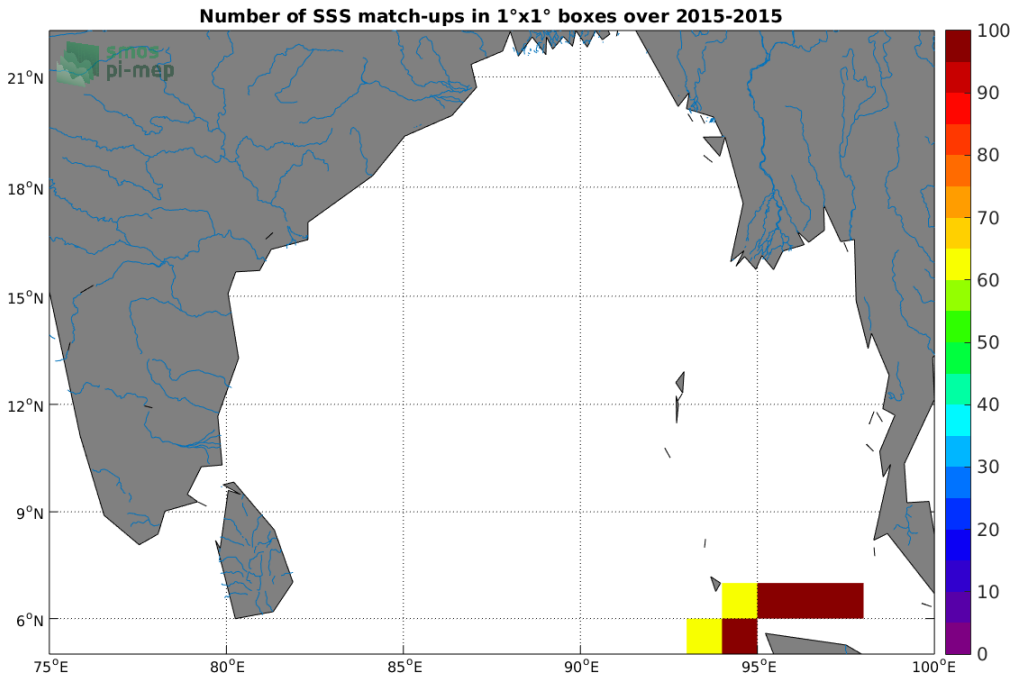 Number of SSS match-ups in 1°x1° boxes over 2015-2015
smos
pi-mep
21°N
18°N
15°N
12°N
9°N
6°N
75°E
80°E
85°E
90°E
95°E
100°E
100
90
80
70
60
50
40
30
20
10
0